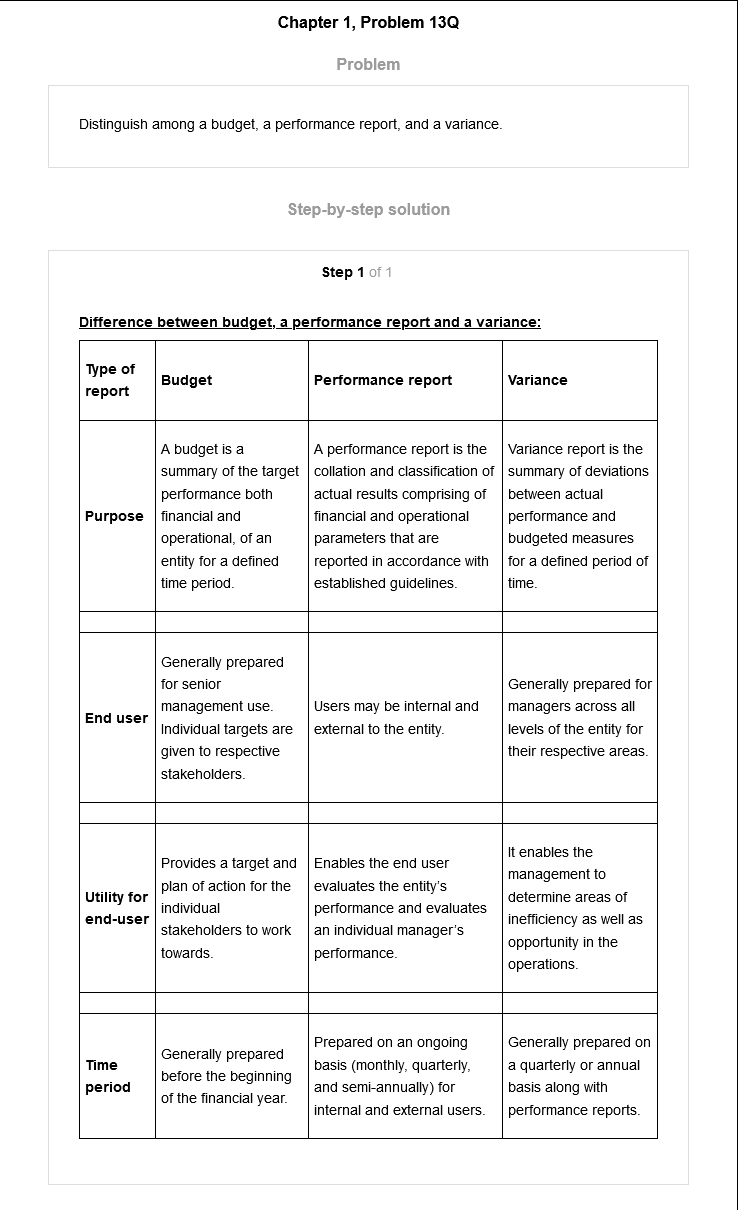 Chapter 1, Problem 13Q
Problem
Distinguish among a budget, a performance report, and a variance.
Step-by-step solution
Step 1 of 1
Difference between budget, a performance report and a variance:
Type of
report
Budget
Performance report
Variance
Purpose
A budget is a
summary of the target
performance both
financial and
operational, of an
entity for a defined
time period.
A performance report is the
collation and classification of
actual results comprising of
financial and operational
parameters that are
reported in accordance with
established guidelines.
Variance report is the
summary of deviations
between actual
performance and
budgeted measures
for a defined period of
time.
End user
Generally prepared
for senior
management use.
Individual targets are
given to respective
stakeholders.
Users may be internal and
external to the entity.
Generally prepared for
managers across all
levels of the entity for
their respective areas.
Utility for
end-user
Provides a target and
plan of action for the
individual
stakeholders to work
towards.
Enables the end user
evaluates the entity's
performance and evaluates
an individual manager's
performance.
It enables the
management to
determine areas of
inefficiency as well as
opportunity in the
operations.
Time
period
Generally prepared
before the beginning
of the financial year.
Prepared on an ongoing
basis (monthly, quarterly,
and semi-annually) for
internal and external users.
Generally prepared on
a quarterly or annual
basis along with
performance reports.